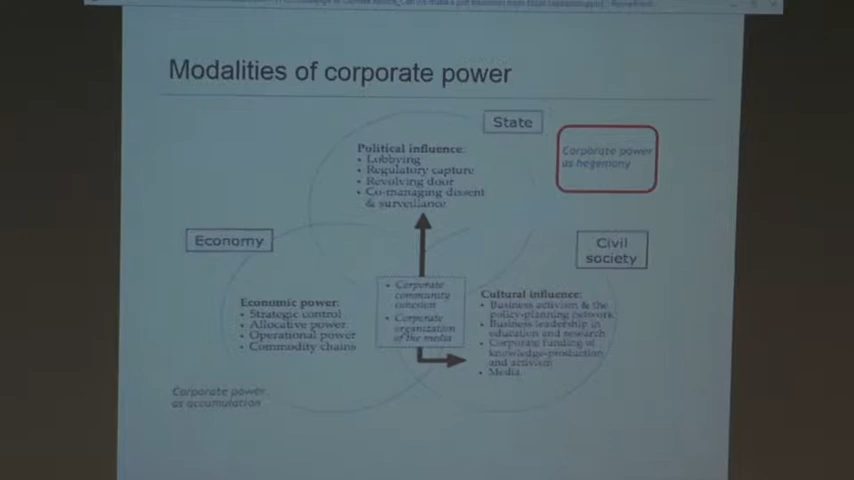 Modalities of corporate power
State
Political influence:
• Lobbying
• Regulatory capture
• Revolving door
• Co-managing dissent
& surveillance
Corporate power
as hegemony
Economy
Civil
society
• Corporate
community
cohesion
• Corporate
organization
of the media
Economic power:
• Strategic control
• Allocative power
• Operational power
• Commodity chains
Cultural influence:
• Business activism & the
policy-planning network
• Business leadership in
education and research
• Corporate funding of
knowledge-production
and activism
• Media
Corporate power
as accumulation